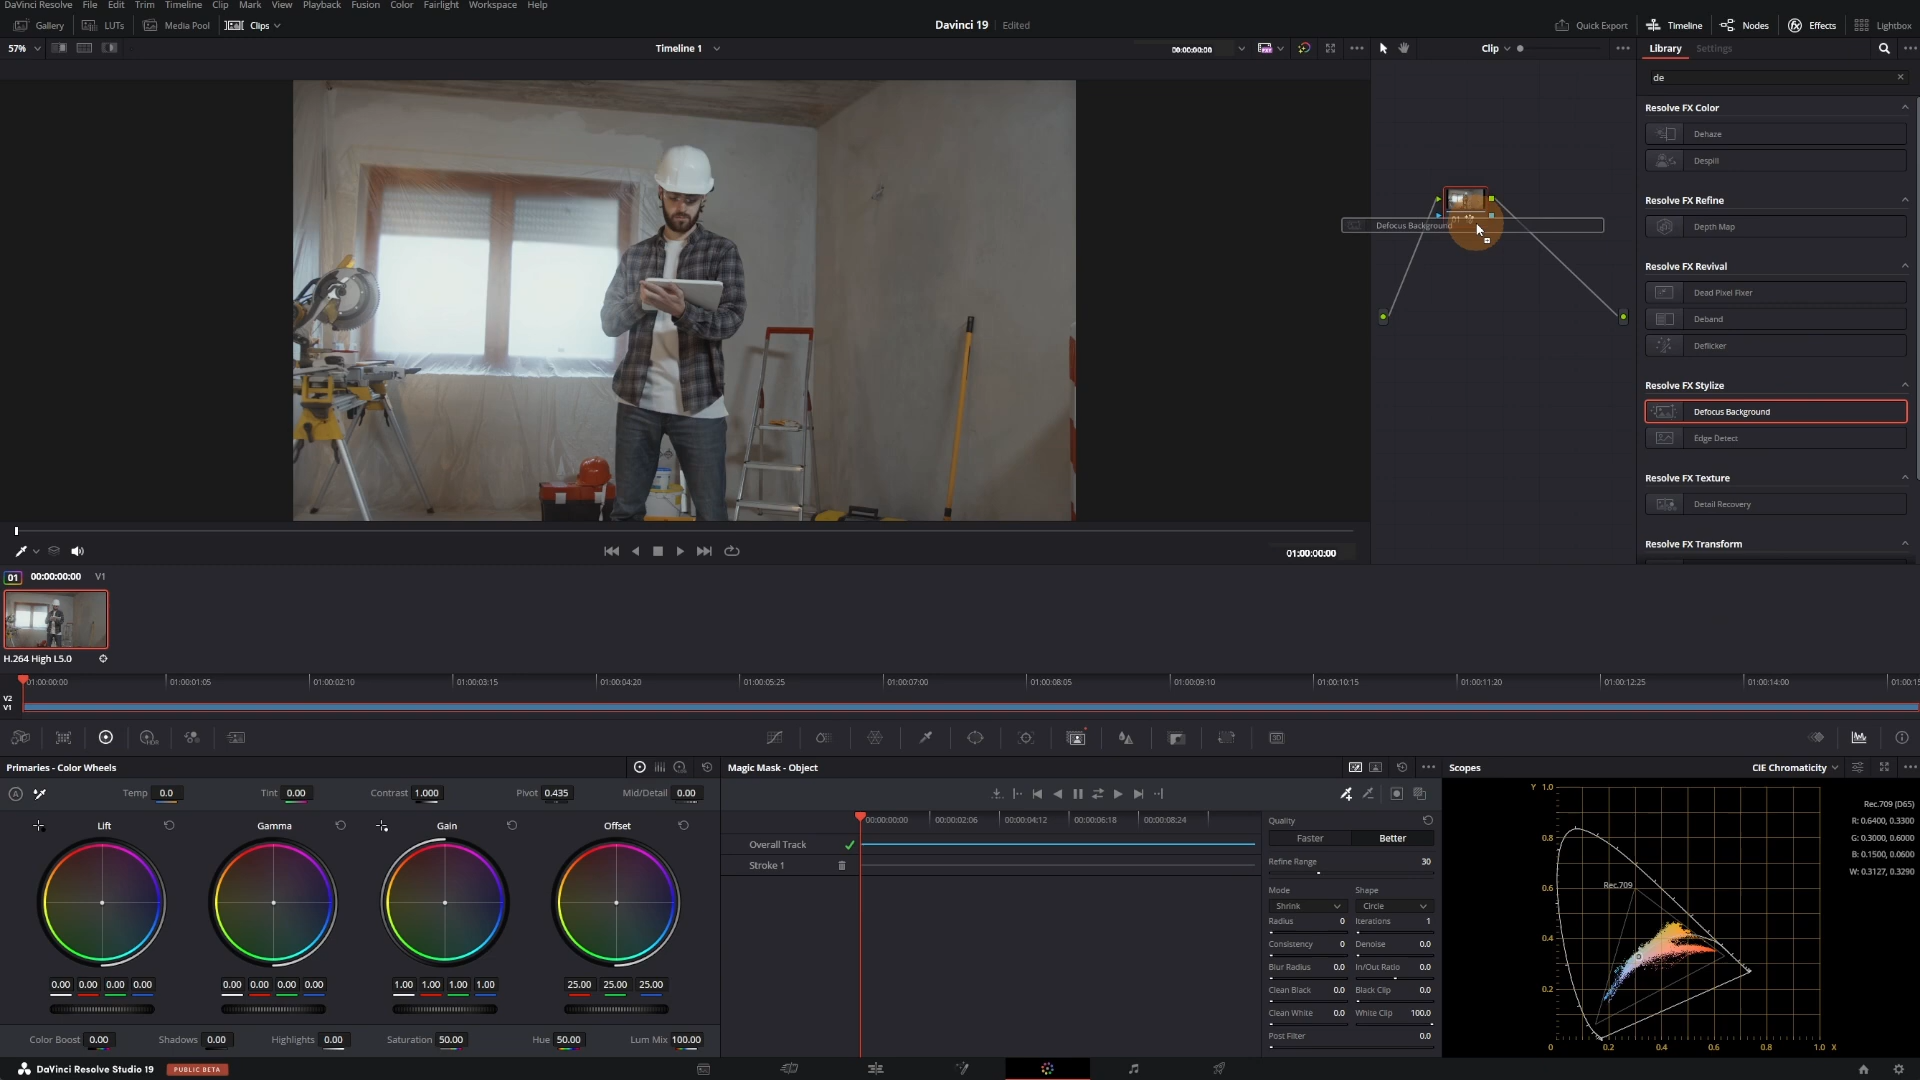 DaVinci Resolve File Edit Trim Timeline Clip Mark View Playback Fusion Color Fairlight Workspace Help
Gallery LUTs Media Pool Clips Davinci 19 Edited Quick Export Timeline Nodes Effects Lightbox
57% Timeline 1 00:00:00:00 Clip Library Settings
de
Resolve FX Color
Dehaze
Despill
Resolve FX Refine
Depth Map
Resolve FX Revival
Dead Pixel Fixer
Deband
Deflicker
Resolve FX Stylize
Defocus Background
Edge Detect
Resolve FX Texture
Detail Recovery
Resolve FX Transform
01
Defocus Background
01:00:00:00
01 00:00:00:00 V1
H.264 High L5.0
01:00:00:00 01:00:01:05 01:00:02:10 01:00:03:15 01:00:04:20 01:00:05:25 01:00:07:00 01:00:08:05 01:00:09:10 01:00:10:15 01:00:11:20 01:00:12:25 01:00:14:00 01:00:15
V2
V1
HDR
3D
Primaries - Color Wheels
A Temp 0.0 Tint 0.00 Contrast 1.000 Pivot 0.435 Mid/Detail 0.00
Lift Gamma Gain Offset
0.00 0.00 0.00 0.00 0.00 0.00 0.00 0.00 1.00 1.00 1.00 1.00 25.00 25.00 25.00
Color Boost 0.00 Shadows 0.00 Highlights 0.00 Saturation 50.00 Hue 50.00 Lum Mix 100.00
Magic Mask - Object
00:00:00:00 00:00:02:06 00:00:04:12 00:00:06:18 00:00:08:24
Overall Track
Stroke 1
Quality
Faster Better
Refine Range 30
Mode Shape
Shrink Circle
Radius 0 Iterations 1
Consistency 0 Denoise 0.0
Blur Radius 0.0 In/Out Ratio 0.0
Clean Black 0.0 Black Clip 0.0
Clean White 0.0 White Clip 100.0
Post Filter 0.0
Scopes CIE Chromaticity
Y 1.0
0.8
0.6
0.4
0.2
0 0.2 0.4 0.6 0.8 1.0 X
Rec.709
Rec.709 (D65)
R: 0.6400, 0.3300
G: 0.3000, 0.6000
B: 0.1500, 0.0600
W: 0.3127, 0.3290
DaVinci Resolve Studio 19 PUBLIC BETA